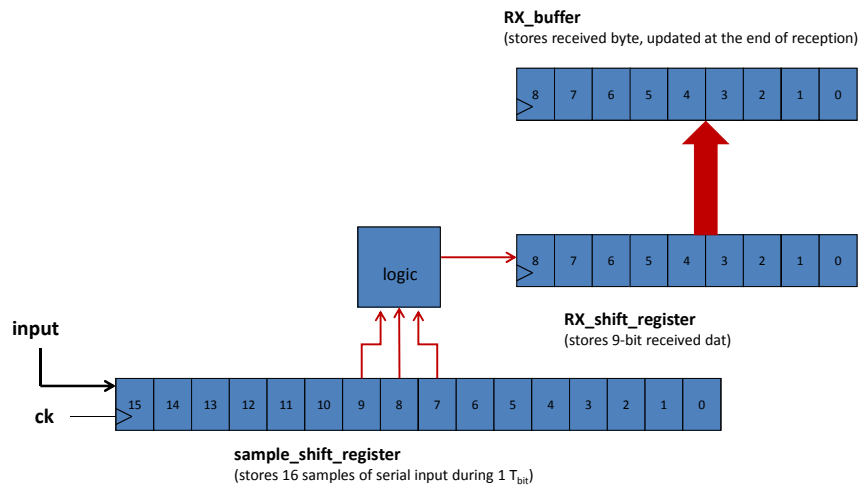 RX_buffer
(stores received byte, updated at the end of reception)
8 7 6 5 4 3 2 1 0
logic
8 7 6 5 4 3 2 1 0
RX_shift_register
(stores 9-bit received dat)
input
ck
15 14 13 12 11 10 9 8 7 6 5 4 3 2 1 0
sample_shift_register
(stores 16 samples of serial input during 1 Tbit)